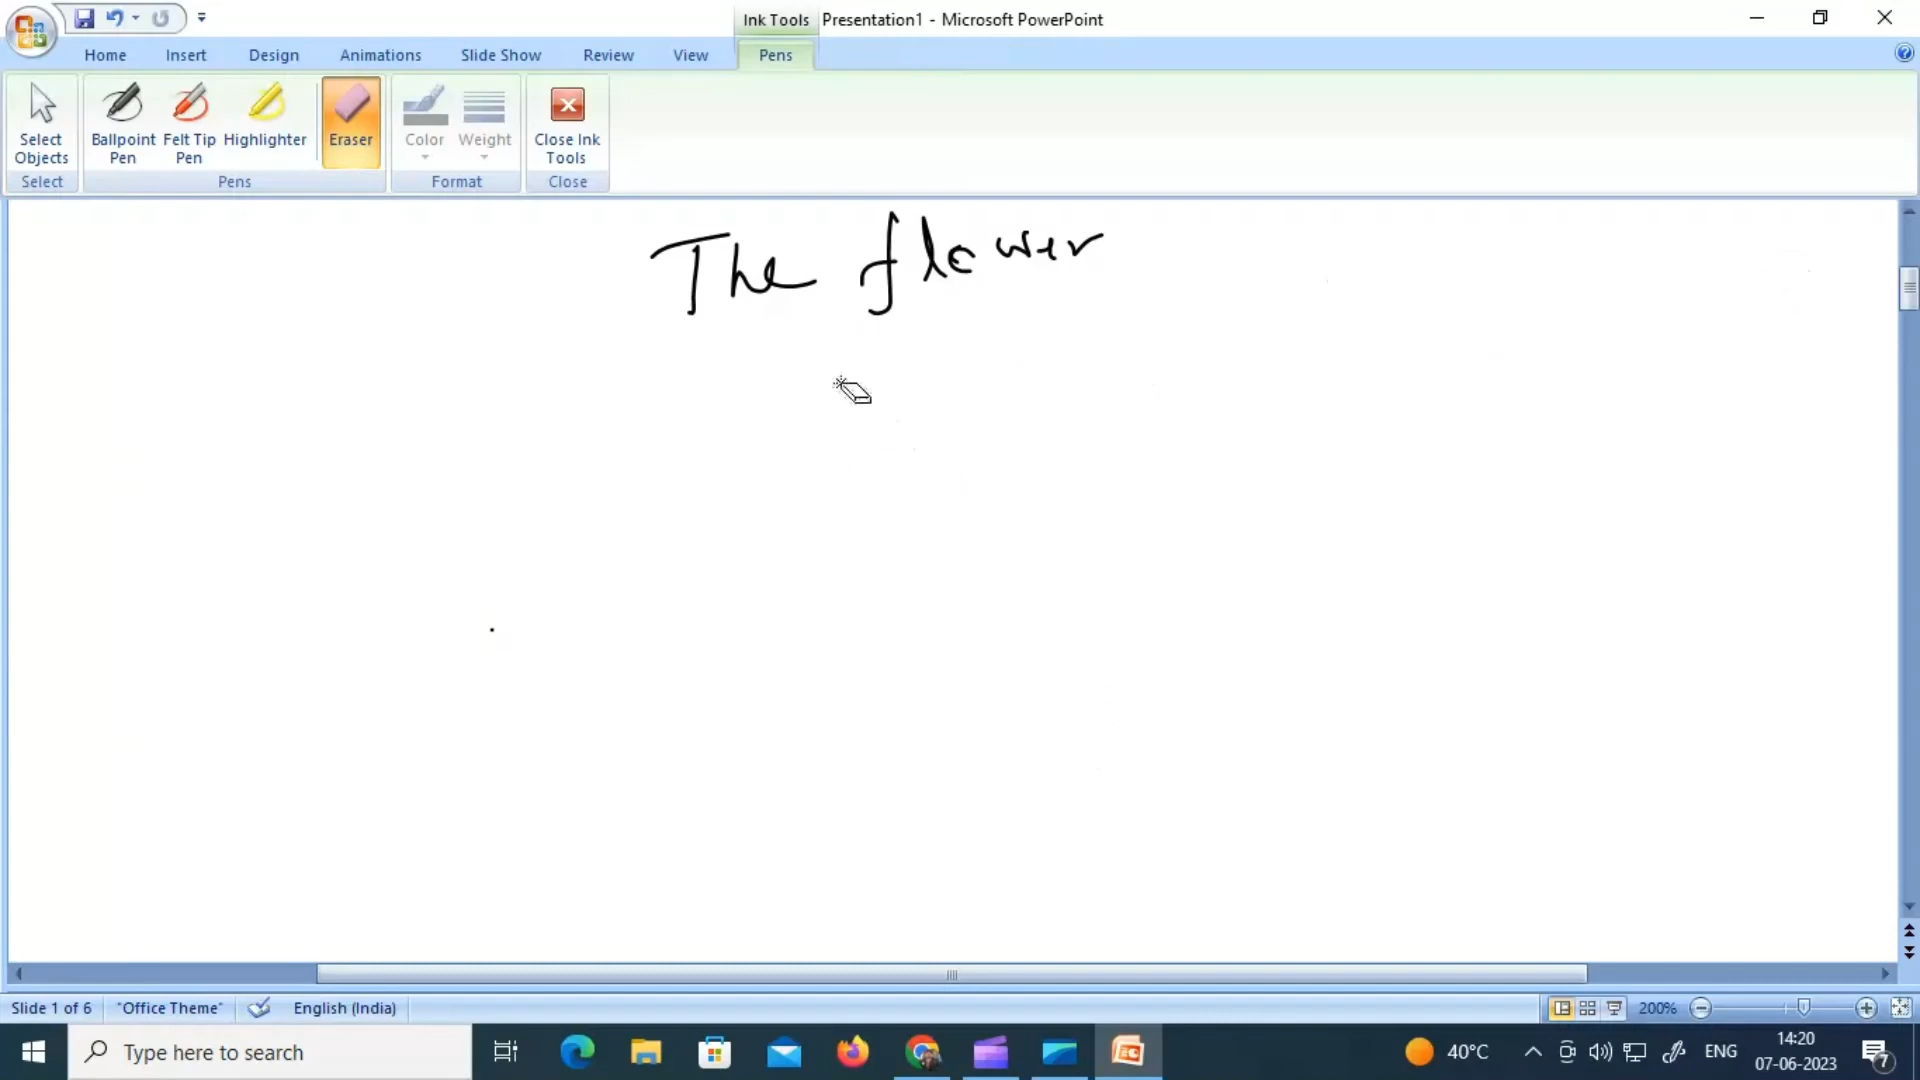 Ink Tools Presentation1 - Microsoft PowerPoint
Home Insert Design Animations Slide Show Review View Pens
Select Objects
Ballpoint Pen
Felt Tip Pen
Highlighter
Eraser
Color
Weight
Close Ink Tools
Select Pens Format Close
The flower
Slide 1 of 6 "Office Theme" English (India) 200%
Type here to search
40°C ENG
14:20
07-06-2023
7